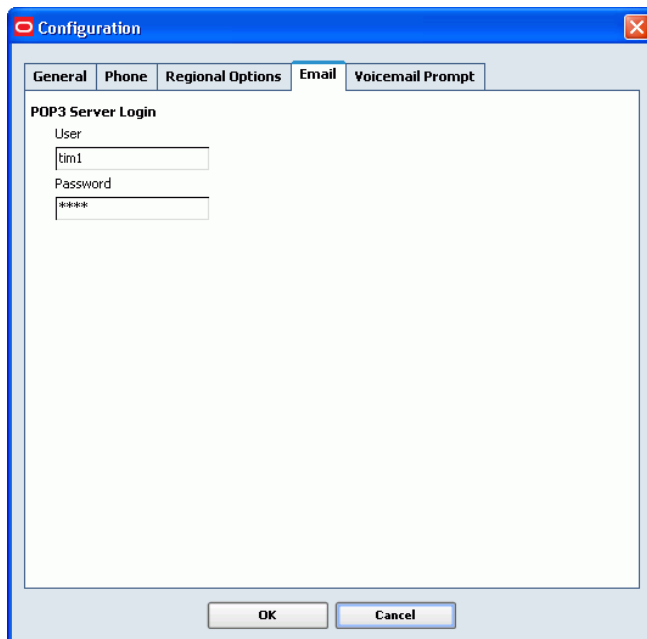 Configuration
General Phone Regional Options Email Voicemail Prompt
POP3 Server Login
User
tim1
Password
****
OK Cancel